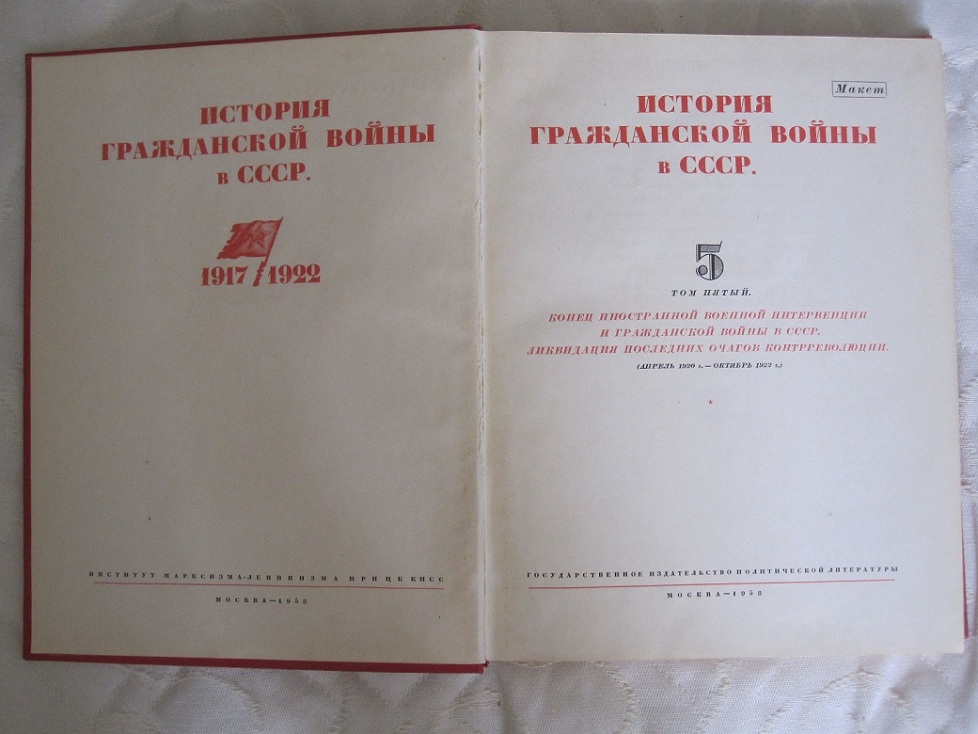 ИСТОРИЯ
ГРАЖДАНСКОЙ ВОЙНЫ
в СССР.
1917 1922
ИНСТИТУТ МАРКСИЗМА-ЛЕНИНИЗМА ПРИ ЦК КПСС
МОСКВА—1958
Макет
ИСТОРИЯ
ГРАЖДАНСКОЙ ВОЙНЫ
в СССР.
5
ТОМ ПЯТЫЙ.
КОНЕЦ ИНОСТРАННОЙ ВОЕННОЙ ИНТЕРВЕНЦИИ
И ГРАЖДАНСКОЙ ВОЙНЫ В СССР.
ЛИКВИДАЦИЯ ПОСЛЕДНИХ ОЧАГОВ КОНТРРЕВОЛЮЦИИ.
(АПРЕЛЬ 1920 г.—ОКТЯБРЬ 1922 г.)
ГОСУДАРСТВЕННОЕ ИЗДАТЕЛЬСТВО ПОЛИТИЧЕСКОЙ ЛИТЕРАТУРЫ
МОСКВА—1958